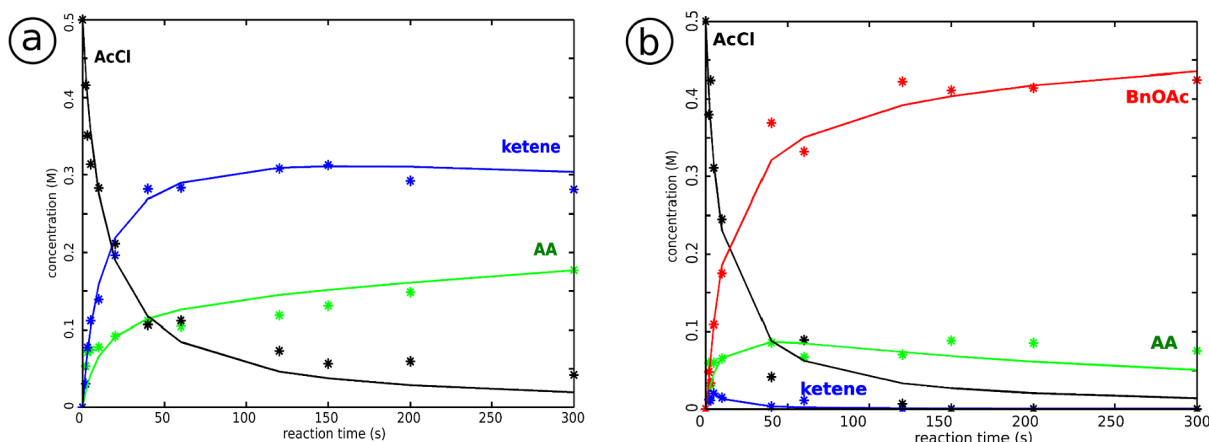 a
0.5
0.4
0.3
0.2
0.1
0
concentration (M)
AcCl
ketene
AA
0
50
100
150
200
250
300
reaction time (s)
b
0.5
0.4
0.3
0.2
0.1
0
concentration (M)
AcCl
BnOAc
AA
ketene
0
50
100
150
200
250
300
reaction time (s)